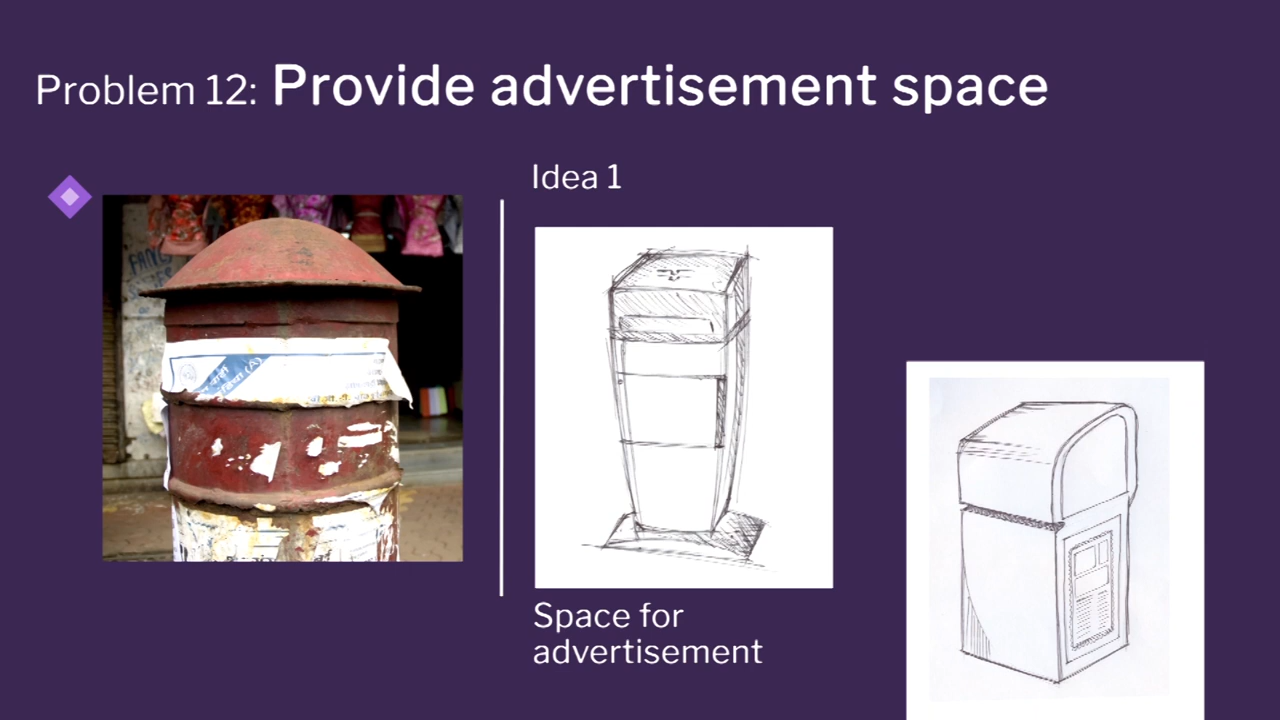 Problem 12: Provide advertisement space
Idea 1
Space for
advertisement